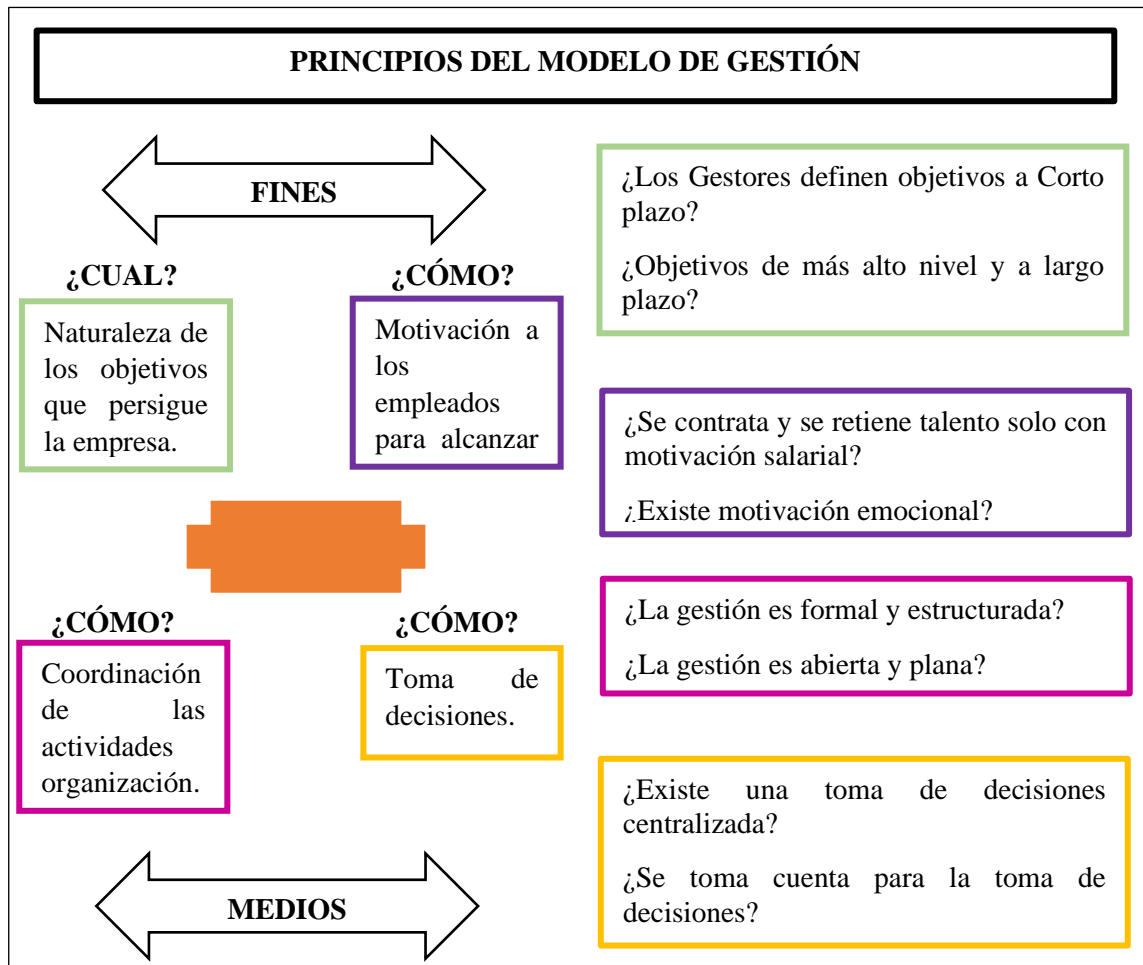 PRINCIPIOS DEL MODELO DE GESTIÓN
FINES
¿CUAL?
Naturaleza de
los objetivos
que persigue
la empresa.
¿CÓMO?
Motivación a
los
empleados
para alcanzar
¿CÓMO?
Coordinación
de las
actividades
organización.
¿CÓMO?
Toma de
decisiones.
MEDIOS
¿Los Gestores definen objetivos a Corto
plazo?
¿Objetivos de más alto nivel y a largo
plazo?
¿Se contrata y se retiene talento solo con
motivación salarial?
¿Existe motivación emocional?
¿La gestión es formal y estructurada?
¿La gestión es abierta y plana?
¿Existe una toma de decisiones
centralizada?
¿Se toma cuenta para la toma de
decisiones?